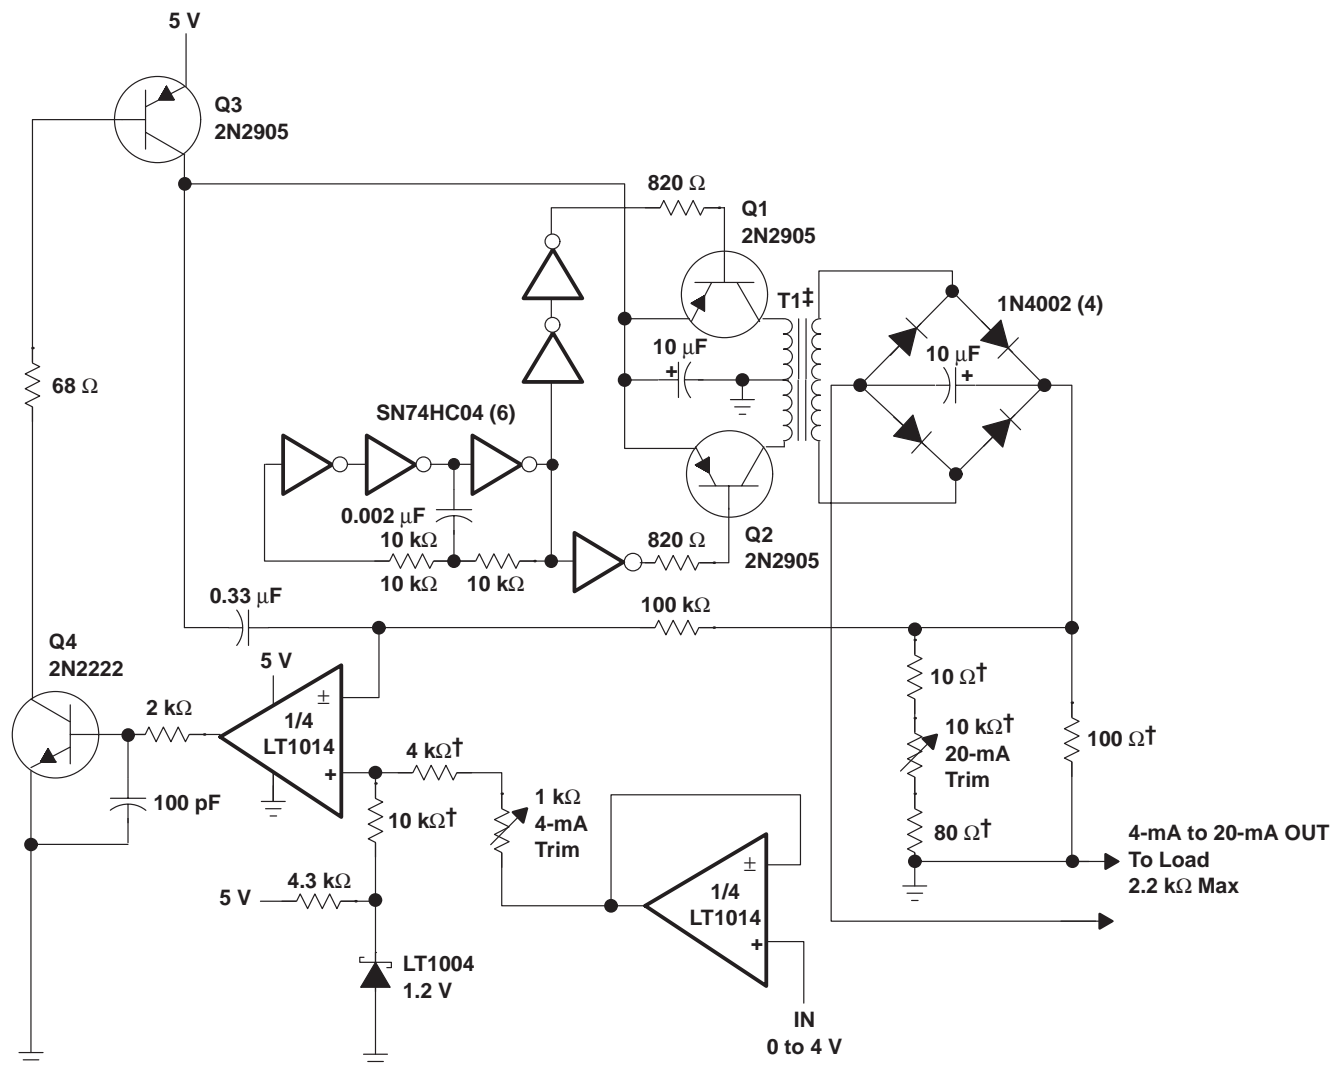 5 V
Q3
2N2905
820 Ω
Q1
2N2905
T1‡
1N4002 (4)
10 μF
+
10 μF
+
68 Ω
SN74HC04 (6)
0.002 μF
10 kΩ
10 kΩ
10 kΩ
820 Ω
Q2
2N2905
0.33 μF
100 kΩ
Q4
2N2222
5 V
2 kΩ
±
1/4
LT1014
+
100 pF
4 kΩ†
10 kΩ†
1 kΩ
4-mA
Trim
10 Ω†
10 kΩ†
20-mA
Trim
80 Ω†
100 Ω†
4-mA to 20-mA OUT
To Load
2.2 kΩ Max
5 V
4.3 kΩ
±
1/4
LT1014
+
LT1004
1.2 V
IN
0 to 4 V